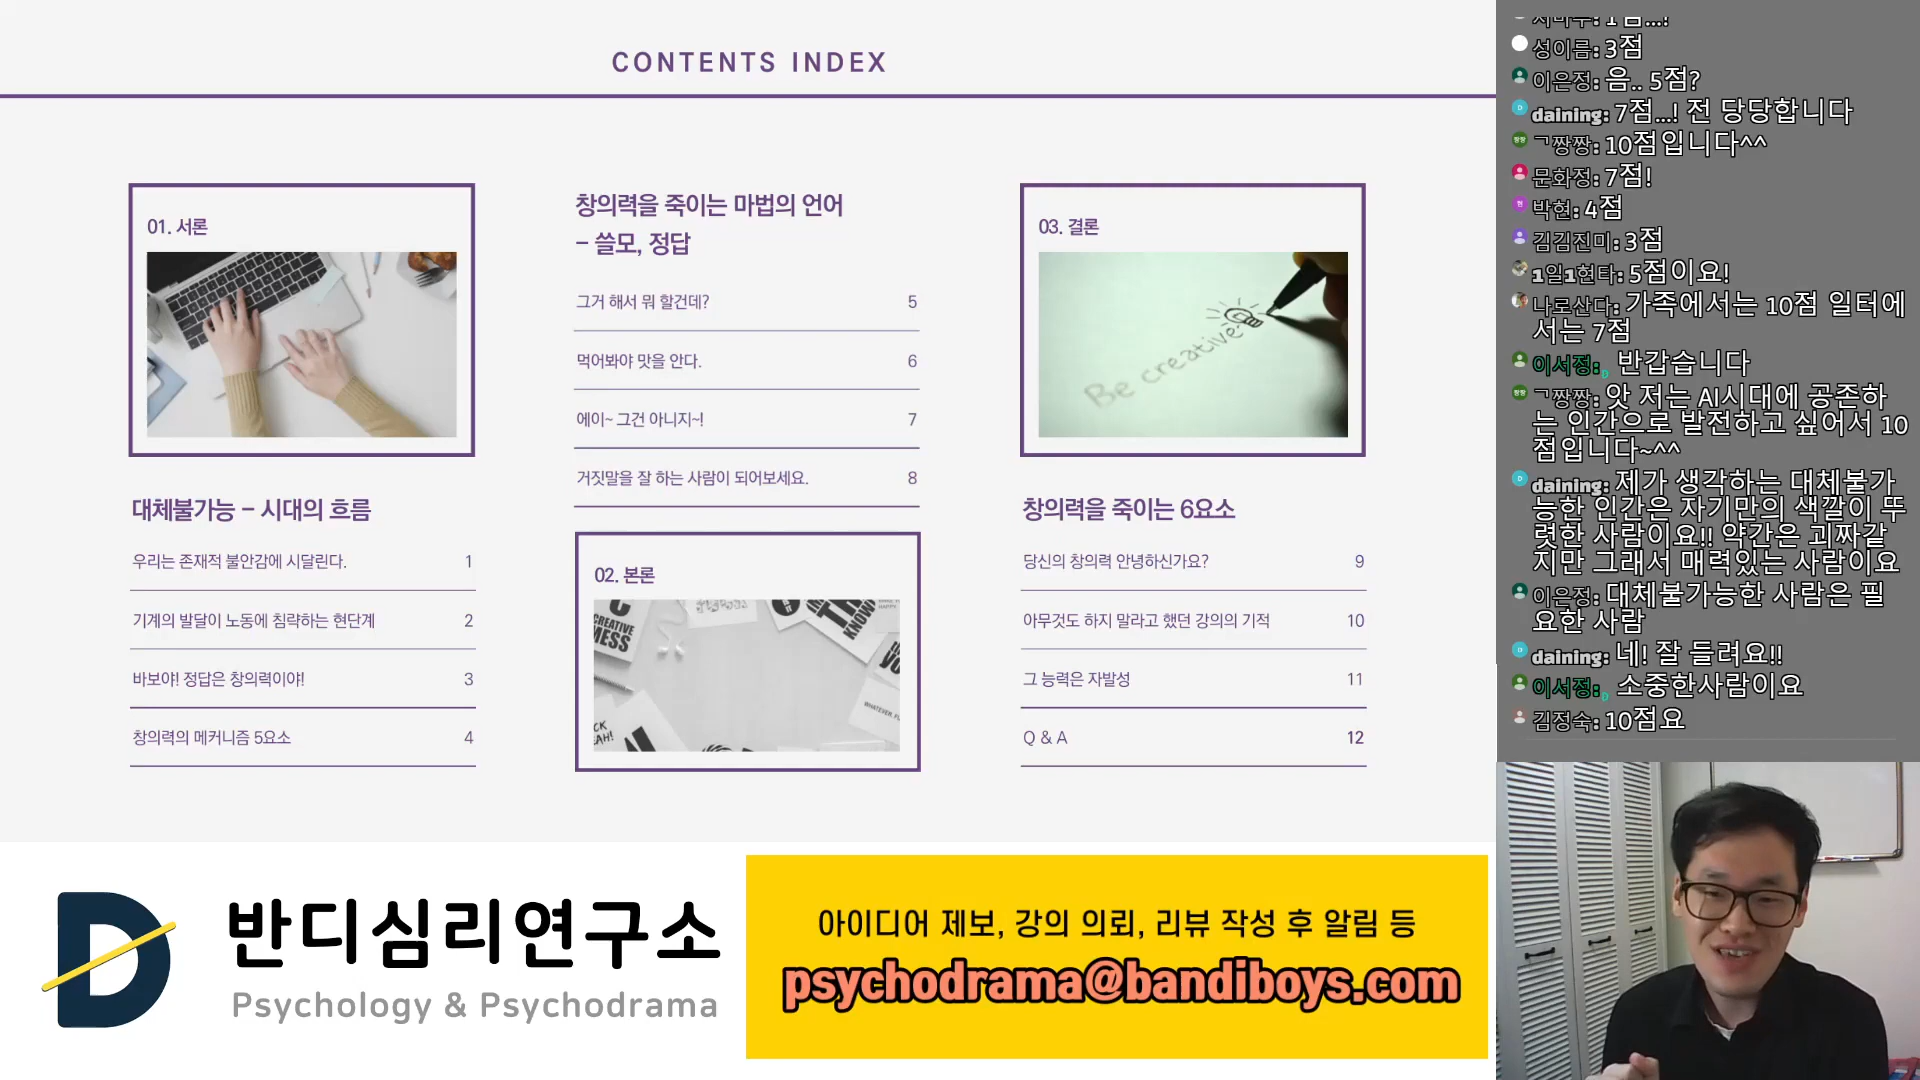 CONTENTS INDEX
01. 서론
대체불가능 – 시대의 흐름
우리는 존재적 불안감에 시달린다. 1
기계의 발달이 노동에 침략하는 현단계 2
바보야! 정답은 창의력이야! 3
창의력의 메커니즘 5요소 4
창의력을 죽이는 마법의 언어
– 쓸모, 정답
그거 해서 뭐 할건데? 5
먹어봐야 맛을 안다. 6
에이~ 그건 아니지~! 7
거짓말을 잘 하는 사람이 되어보세요. 8
02. 본론
CREATIVE
MESS
KNOW
03. 결론
Be creative
창의력을 죽이는 6요소
당신의 창의력 안녕하신가요? 9
아무것도 하지 말라고 했던 강의의 기적 10
그 능력은 자발성 11
Q & A 12
반디심리연구소
Psychology & Psychodrama
아이디어 제보, 강의 의뢰, 리뷰 작성 후 알림 등
psychodrama@bandiboys.com
성이름: 3점
이은정: 음.. 5점?
daining: 7점...! 전 당당합니다
ㄱ짱짱: 10점입니다^^
문화정: 7점!
박현: 4점
김김진미: 3점
1일1현타: 5점이요!
나로산다: 가족에서는 10점 일터에
서는 7점
이서정: 반갑습니다
ㄱ짱짱: 앗 저는 AI시대에 공존하
는 인간으로 발전하고 싶어서 10
점입니다~^^
daining: 제가 생각하는 대체불가
능한 인간은 자기만의 색깔이 뚜
렷한 사람이요!! 약간은 괴짜같
지만 그래서 매력있는 사람이요
이은정: 대체불가능한 사람은 필
요한 사람
daining: 네! 잘 들려요!!
이서정: 소중한사람이요
김정숙: 10점요